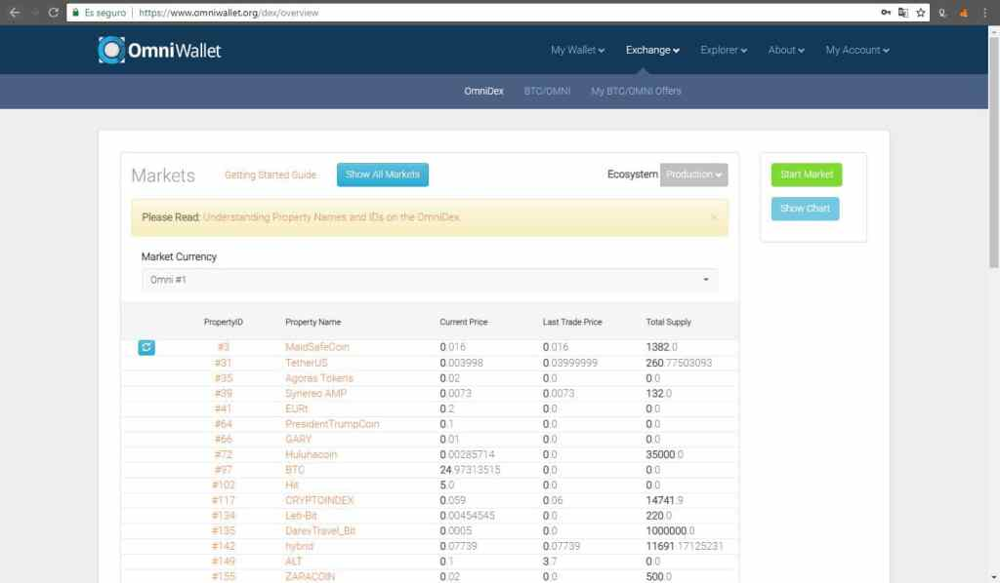 Es seguro https://www.omniwallet.org/dex/overview
OmniWallet My Wallet Exchange Explorer About My Account
OmniDex BTC/OMNI My BTC/OMNI Offers
Markets Getting Started Guide Show All Markets Ecosystem Production Start Market
Please Read: Understanding Property Names and IDs on the OmniDex. × Show Chart
Market Currency
Omni #1
PropertyID Property Name Current Price Last Trade Price Total Supply
#3 MaidSafeCoin 0.016 0.016 1382.0
#31 TetherUS 0.003998 0.03999999 260.77503093
#35 Agoras Tokens 0.02 0.0 0.0
#39 Synereo AMP 0.0073 0.0073 132.0
#41 EURt 0.2 0.0 0.0
#64 PresidentTrumpCoin 0.1 0.0 0.0
#66 GARY 0.01 0.0 0.0
#72 Huluhacoin 0.00285714 0.0 35000.0
#97 BTC 24.97313515 0.0 0.0
#102 Hit 5.0 0.0 0.0
#117 CRYPTOINDEX 0.059 0.06 14741.9
#134 Leti-Bit 0.00454545 0.0 220.0
#135 DarexTravel_Bit 0.0005 0.0 1000000.0
#142 hybrid 0.07739 0.07739 11691.17125231
#149 ALT 0.1 3.7 0.0
#155 ZARACOIN 0.02 0.0 500.0